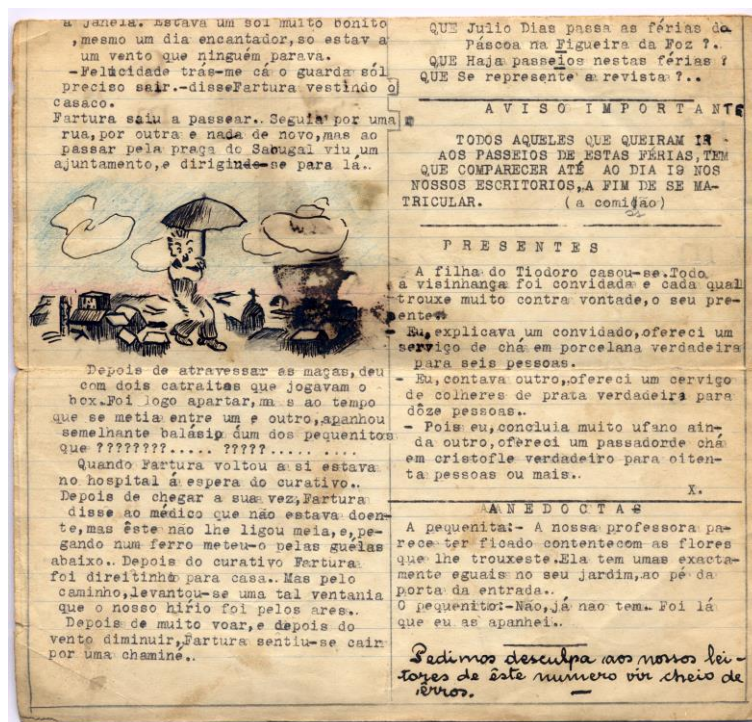 a janela. Estava um sol muito bonito
,mesmo um dia encantador,so estav a
um vento que ninguém parava.
-Felicidade trás-me cá o guarda sól
preciso sair.-disseFartura vestindo o
casaco.
Fartura saiu a passear.. Seguia por uma
rua, por outra e nada de novo,mas ao
passar pela praça do Sabugal viu um
ajuntamento,e dirigindo-se para lá..
Depois de atravessar as maças,deu
com dois catraitas que jogavam o
box.Foi logo apartar,ma s ao tempo
que se metia entre um e outro,apanhou
semelhante balásip dum dos pequenitos
que ????????..... ?????..... ....
Quando Fartura voltou a si estava
no hospital á espera do curativo..
Depois de chegar a sua vez,Fartura
disse ao médico que não estava doen-
te,mas êste não lhe ligou meia,e,pe-
gando num ferro meteu-o pelas guélas
abaixo.. Depois do curativo Fartura
foi direitinho para casa.. Mas pelo
caminho,levantou-se uma tal ventania
que o nosso hirio foi pelos ares..
Depois de muito voar,e depois do
vento diminuir,Fartura sentiu-se cair
por uma chaminé..
QUE Julio Dias passa as férias da
Páscoa na Figueira da Foz ?.
QUE Haja passeios nestas férias ?
QUE Se represente a revista ?..
AVISO IMPORTANTE
TODOS AQUELES QUE QUEIRAM IR
AOS PASSEIOS DE ESTAS FÉRIAS,TEM
QUE COMPARECER ATÉ AO DIA 19 NOS
NOSSOS ESCRITORIOS,A FIM DE SE MA-
TRICULAR. (a comição)
ss
PRESENTES
A filha do Tiodoro casou-se.Todo
a visinhança foi convidada e cada qual
trouxe muito contra vontade,o seu pre-
ente
- Eu,explicava um convidado,ofereci um
serviço de chá em porcelana verdadeira
para seis pessoas.
- Eu,contava outro,ofereci um cerviço
de colheres de prata verdadeira para
dôze pessoas..
- Pois eu,concluia muito ufano ain-
da outro,ofereci um passadorde chá
em cristofle verdadeiro para oiten-
ta pessoas ou mais..
X.
ANEDOCTAS
A pequenita:- A nossa professora pa-
rece ter ficado contentecom as flores
que lhe trouxeste.Ela tem umas exacta-
mente eguais no seu jardim,ao pé da
porta da entrada..
O pequenito:-Não,já nao tem. Foi lá
que eu as apanhei..
Pedimos desculpa aos nossos lei-
tores de êste numero vir cheio de
erros.